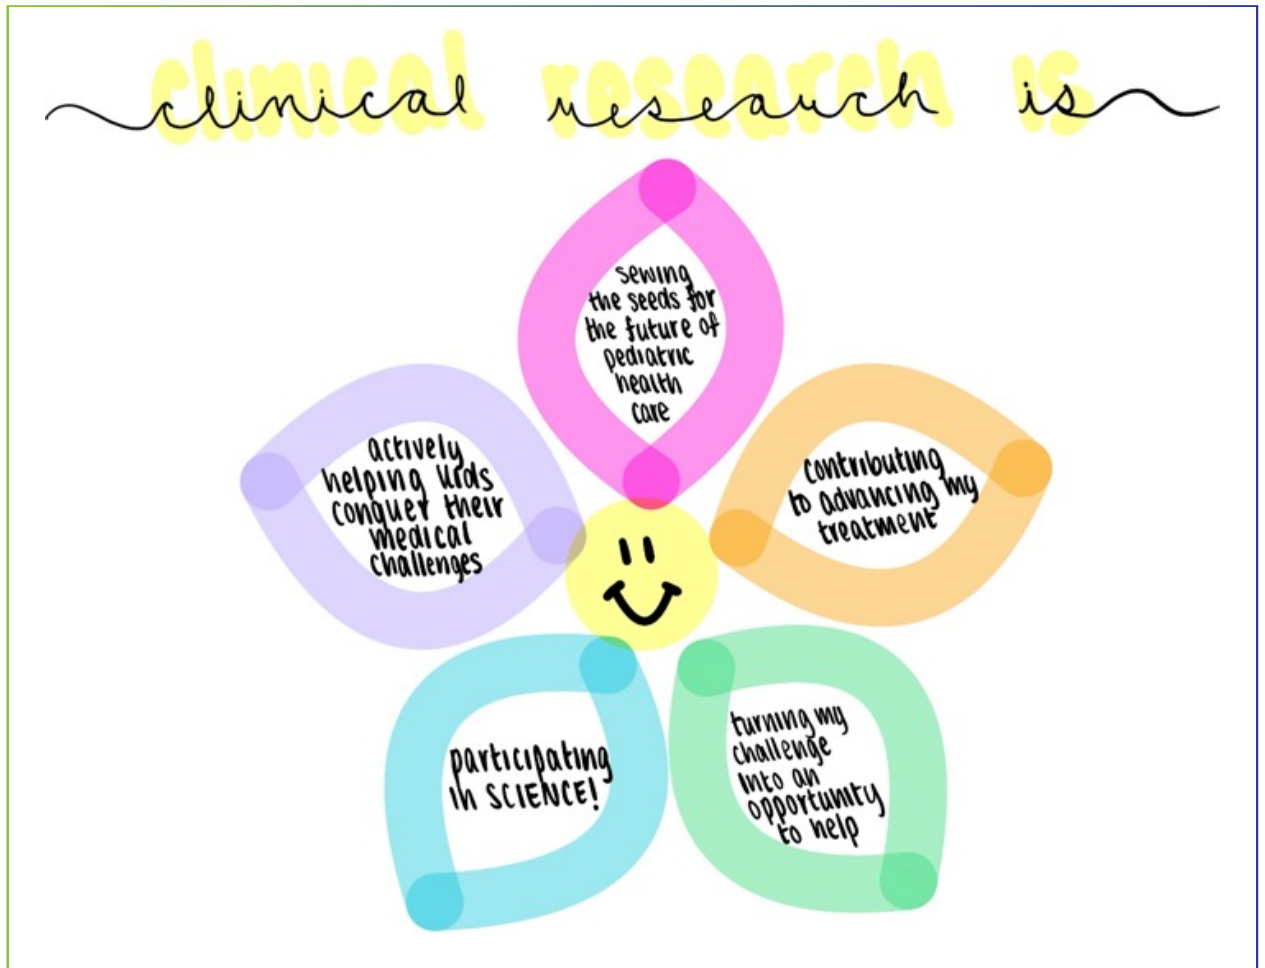 clinical research is
sewing
the seeds for
the future of
pediatric
health
care
actively
helping kids
conquer their
medical
challenges
contributing
to advancing my
treatment
participating
in SCIENCE!
turning my
challenge
into an
opportunity
to help